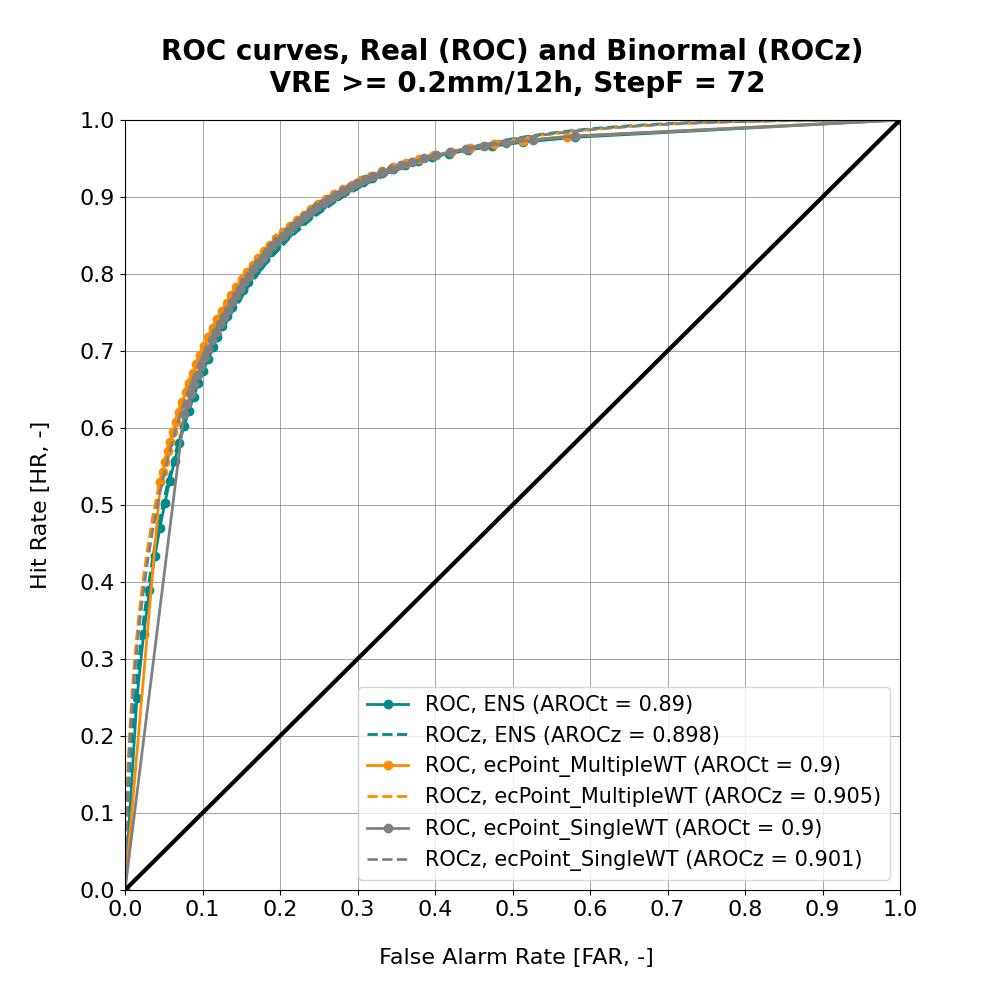 ROC curves, Real (ROC) and Binormal (ROCz)
VRE >= 0.2mm/12h, StepF = 72
1.0
0.9
0.8
0.7
0.6
0.5
0.4
0.3
0.2
0.1
0.0
Hit Rate [HR, -]
ROC, ENS (AROCt = 0.89)
ROCz, ENS (AROCz = 0.898)
ROC, ecPoint_MultipleWT (AROCt = 0.9)
ROCz, ecPoint_MultipleWT (AROCz = 0.905)
ROC, ecPoint_SingleWT (AROCt = 0.9)
ROCz, ecPoint_SingleWT (AROCz = 0.901)
0.0 0.1 0.2 0.3 0.4 0.5 0.6 0.7 0.8 0.9 1.0
False Alarm Rate [FAR, -]